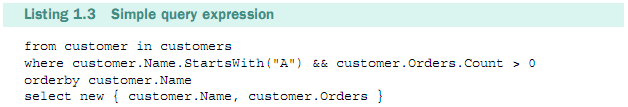 Listing 1.3 Simple query expression
from customer in customers
where customer.Name.StartsWith("A") && customer.Orders.Count > 0
orderby customer.Name
select new { customer.Name, customer.Orders }